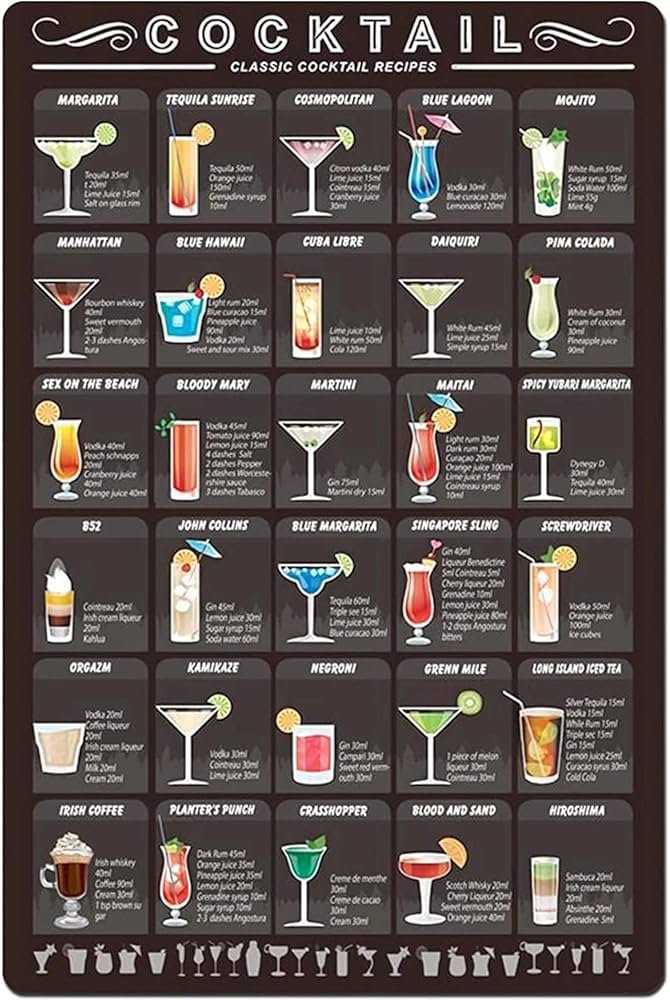 COCKTAIL
CLASSIC COCKTAIL RECIPES
MARGARITA
Tequila 35ml
t 20ml
Lime Juice 15ml
Salt on glass rim
TEQUILA SUNRISE
Tequila 50ml
Orange juice
150ml
Grenadine syrup
10ml
COSMOPOLITAN
Citron vodka 40ml
Lime juice 15ml
Cointreau 15ml
Cranberry juice
30ml
BLUE LAGOON
Vodka 30ml
Blue curacao 30ml
Lemonade 120ml
MOJITO
White Rum 50ml
Sugar syrup 15ml
Soda Water 100ml
Lime 55g
Mint 4g
MANHATTAN
Bourbon whiskey
40ml
Sweet vermouth
20ml
2-3 dashes Angos-
tura
BLUE HAWAII
Light rum 20ml
Blue curacao 15ml
Pineapple juice
90ml
Vodka 20ml
Sweet and sour mix 30ml
CUBA LIBRE
Lime juice 10ml
White rum 50ml
Cola 120ml
DAIQUIRI
White Rum 45ml
Lime juice 25ml
Simple syrup 15ml
PINA COLADA
White Rum 30ml
Cream of coconut
30ml
Pineapple juice
90ml
SEX ON THE BEACH
Vodka 40ml
Peach schnapps
20ml
Cranberry juice
40ml
Orange juice 40ml
BLOODY MARY
Vodka 45ml
Tomato juice 90ml
Lemon juice 15ml
4 dashes Salt
2 dashes Pepper
2 dashes Worceste-
rshire sauce
3 dashes Tabasco
MARTINI
Gin 75ml
Martini dry 15ml
MAITAI
Light rum 30ml
Dark rum 30ml
Curaçao 20ml
Orange juice 100ml
Lime juice 15ml
Cointreau syrup
10ml
SPICY YUBARI MARGARITA
Dynegy D
30ml
Tequila 40ml
Lime juice 30ml
B52
Cointreau 20ml
Irish cream liqueur
20ml
Kahlua
JOHN COLLINS
Gin 45ml
Lemon juice 30ml
Sugar syrup 15ml
Soda water 60ml
BLUE MARGARITA
Tequila 60ml
Triple see 15ml
Lime juice 30ml
Blue curacao 30ml
SINGAPORE SLING
Gin 40ml
Liqueur Benedictine
5ml Cointreau 5ml
Cherry liqueur 20ml
Grenadine 10ml
Lemon juice 30ml
Pineapple juice 80ml
1-2 drops Angostura
bitters
SCREWDRIVER
Vodka 50ml
Orange juice
100ml
Ice cubes
ORGAZM
Vodka 20ml
Coffee liqueur
20ml
Irish cream liqueur
20ml
Milk 20ml
Cream 20ml
KAMIKAZE
Vodka 30ml
Cointreau 30ml
Lime juice 30ml
NEGRONI
Gin 30ml
Campari 30ml
Sweet red verm-
outh 30ml
GRENN MILE
1 piece of melon
liqueur 30ml
Cointreau 30ml
LONG ISLAND ICED TEA
Silver Tequila 15ml
Vodka 15ml
While Rum 15ml
Triple sec 15ml
Gin 15ml
Lemon juice 25ml
Curacao syrus 30ml
Cold Cola
IRISH COFFEE
Irish whiskey
40ml
Coffee 90ml
Cream 30ml
1 tsp brown su
gar
PLANTER'S PUNCH
Dark Rum 45ml
Orange juice 35ml
Pineapple juice 35ml
Lemon juice 20ml
Grenadine syrup 10ml
Sugar syrup 10ml
2-3 dashes Angostura
CRASSHOPPER
Creme de menthe
30ml
Creme de cacao
30ml
Cream 30ml
BLOOD AND SAND
Scotch Whisky 20ml
Cherry Liqueur 20ml
Sweet vermouth 20ml
Orange juice 40ml
HIROSHIMA
Sambuca 20ml
Irish cream liqueur
20ml
Absinthe 20ml
Grenadine 5ml